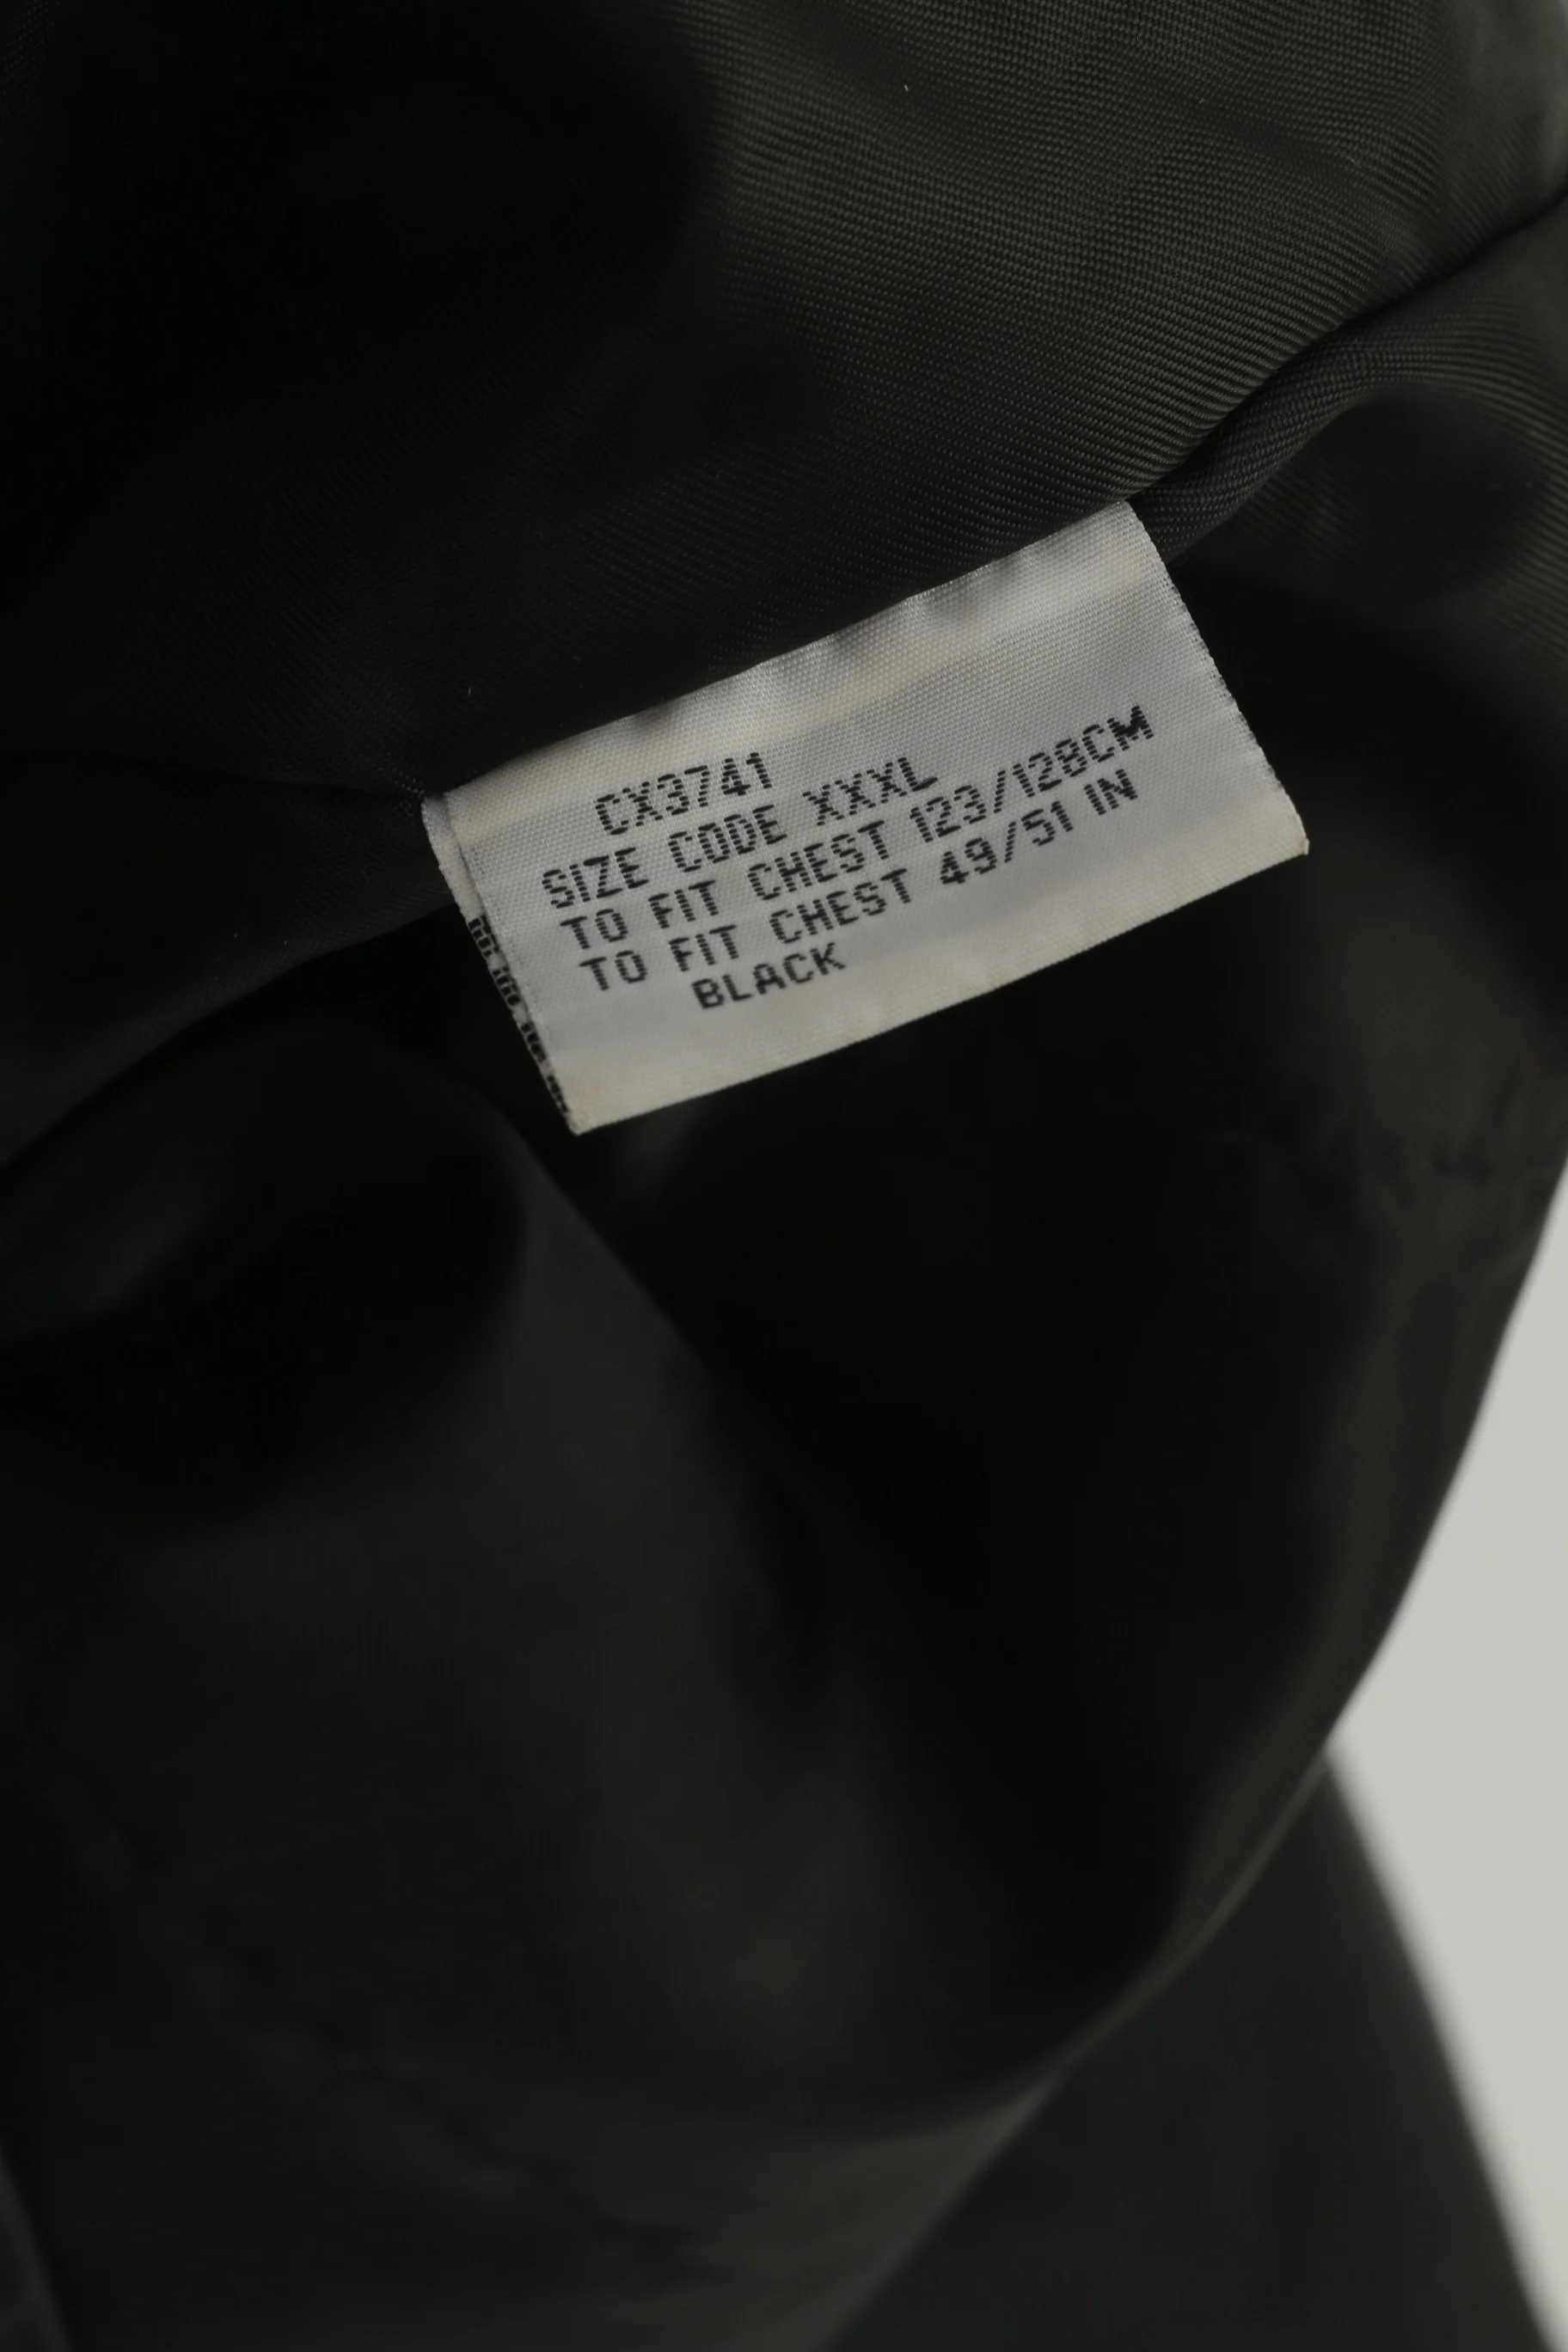 CX3741
SIZE CODE XXXL
TO FIT CHEST 123/128CM
TO FIT CHEST 49/51 IN
BLACK